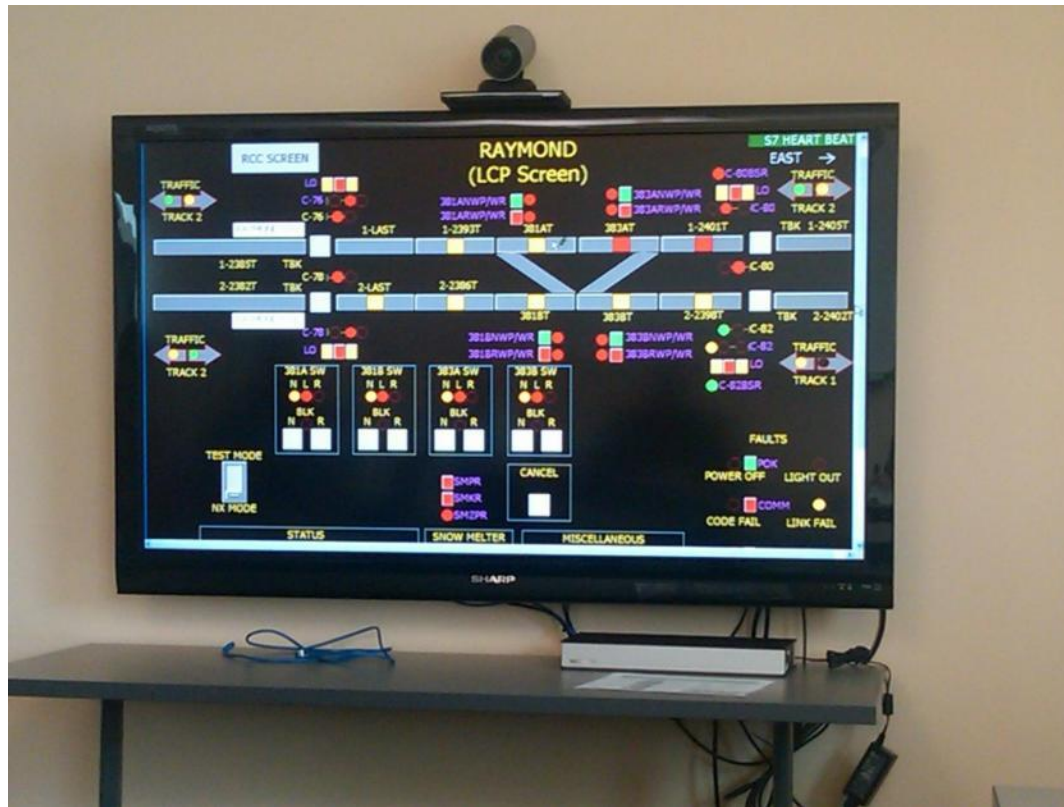 S7 HEART BEAT
RCC SCREEN
RAYMOND
(LCP Screen)
EAST →
TRAFFIC
TRACK 2
LO
C-76
C-76
381ANWP/WR
381ARWP/WR
383ANWP/WR
383ARWP/WR
C-80BSR
LO
C-80
TRAFFIC
TRACK 2
1-LAST
1-2393T
381AT
383AT
1-2401T
TBK 1-2405T
1-2385T TBK
C-78
C-80
2-2382T TBK
2-LAST
2-2386T
381BT
383BT
2-2398T
TBK 2-2402T
C-78
LO
381BNWP/WR
381BRWP/WR
383BNWP/WR
383BRWP/WR
C-82
C-82
LO
C-82BSR
TRAFFIC
TRACK 2
TRAFFIC
TRACK 1
381A SW
N L R
BLK
N R
381B SW
N L R
BLK
N R
383A SW
N L R
BLK
N R
383B SW
N L R
BLK
N R
TEST MODE
NX MODE
SMPR
SMKR
SMZPR
CANCEL
FAULTS
POK
POWER OFF
LIGHT OUT
COMM
CODE FAIL
LINK FAIL
STATUS
SNOW MELTER
MISCELLANEOUS
SHARP